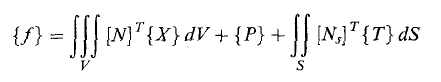 {f} = ∭_V [N]^T {X} dV + {P} + ∬_S [N_s]^T {T} dS